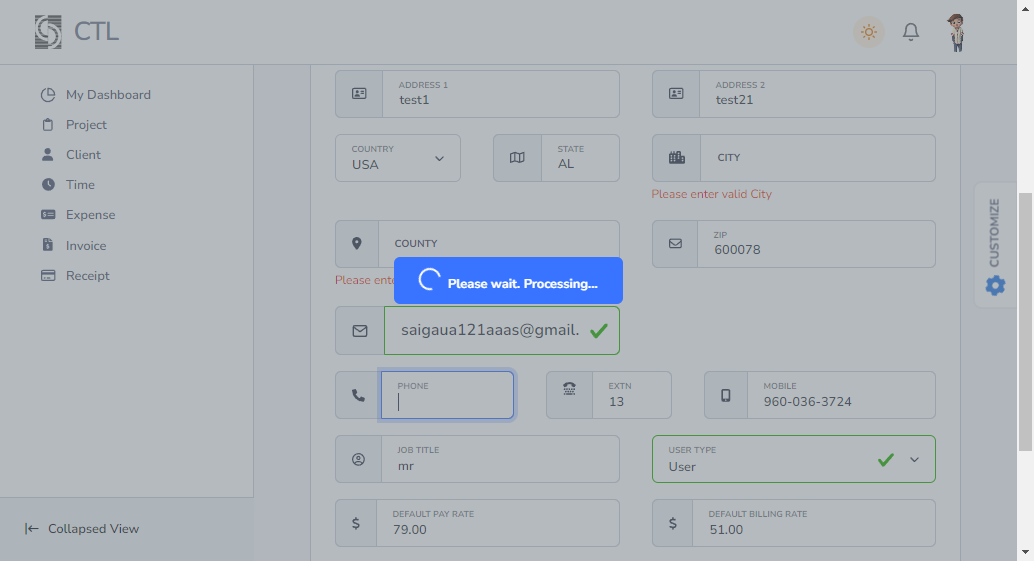 CTL
My Dashboard
Project
Client
Time
Expense
Invoice
Receipt
Collapsed View
ADDRESS 1
test1
ADDRESS 2
test21
COUNTRY
USA
STATE
AL
CITY
Please enter valid City
COUNTY
Please
ZIP
600078
Please wait. Processing...
saigaua121aaas@gmail.
PHONE
EXTN
13
MOBILE
960-036-3724
JOB TITLE
mr
USER TYPE
User
DEFAULT PAY RATE
79.00
DEFAULT BILLING RATE
51.00
CUSTOMIZE